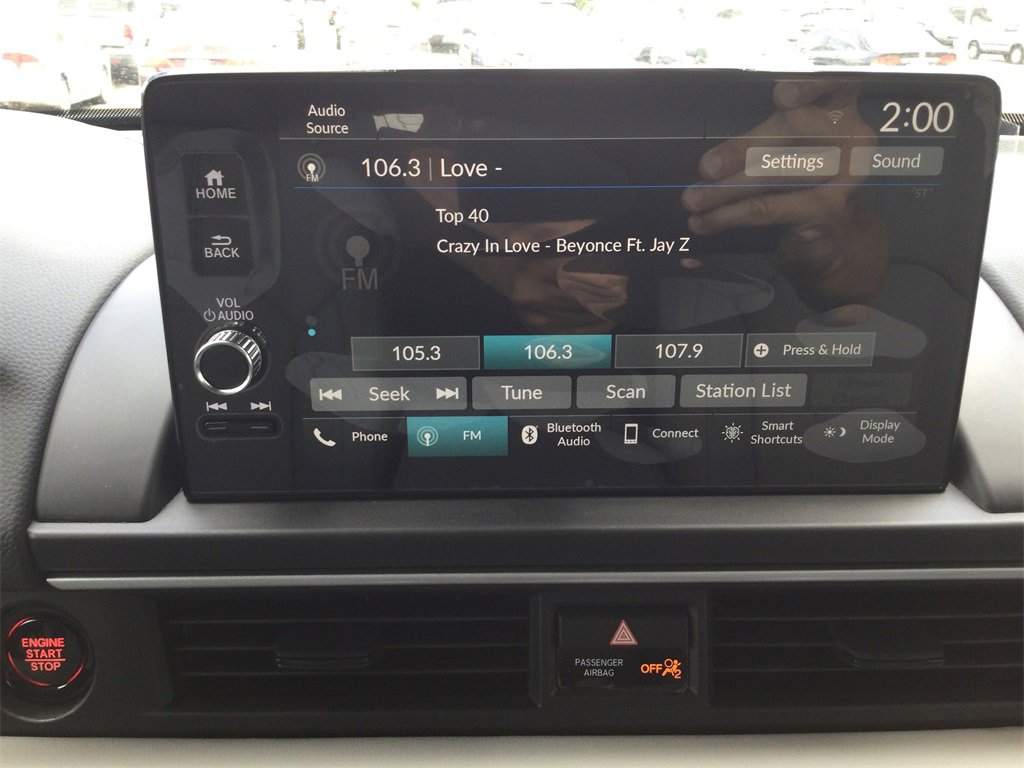 Audio
Source
2:00
FM
106.3 | Love -
Settings
Sound
HOME
"ST"
Top 40
BACK
Crazy In Love - Beyonce Ft. Jay Z
FM
VOL
AUDIO
105.3
106.3
107.9
Press & Hold
Seek
Tune
Scan
Station List
Phone
FM
Bluetooth
Audio
Connect
Smart
Shortcuts
Display
Mode
ENGINE
START
STOP
PASSENGER
AIRBAG
OFF
2